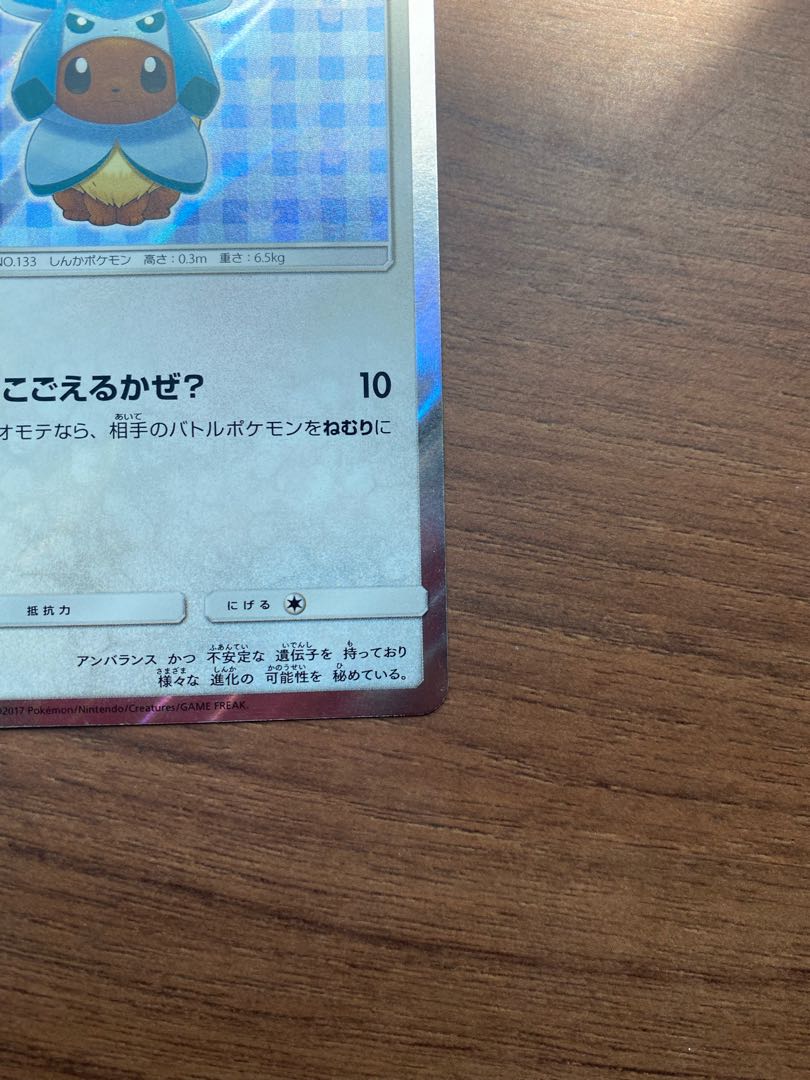 NO.133 しんかポケモン 高さ:0.3m 重さ:6.5kg
こごえるかぜ? 10
オモテなら、相手のバトルポケモンをねむりに
あいて
抵抗力
にげる
アンバランス かつ 不安定な 遺伝子を 持っており
ふあんてい いでんし も
様々な 進化の 可能性を 秘めている。
さまざま しんか かのうせい ひ
©2017 Pokémon/Nintendo/Creatures/GAME FREAK.